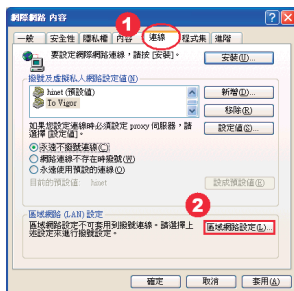 網際網路 內容
1
一般 安全性 隱私權 內容 連線 程式集 進階
要設定網際網路連線，請按 [安裝]。
安裝(U)...
撥號及虛擬私人網路設定值(N)
hinet (預設值)
To Vigor
新增(D)...
移除(R)
如果您設定連線時必須設定 proxy 伺服器，請選擇 [設定值]。
設定值(S)...
永遠不撥號連線(C)
網路連線不存在時撥號(W)
永遠使用預設的連線(O)
目前的預設值: hinet
設成預設值(E)
2
區域網路 (LAN) 設定
區域網路設定不可套用到撥號連線。請選擇上述設定來進行撥號設定。
區域網路設定(L)...
確定 取消 套用(A)